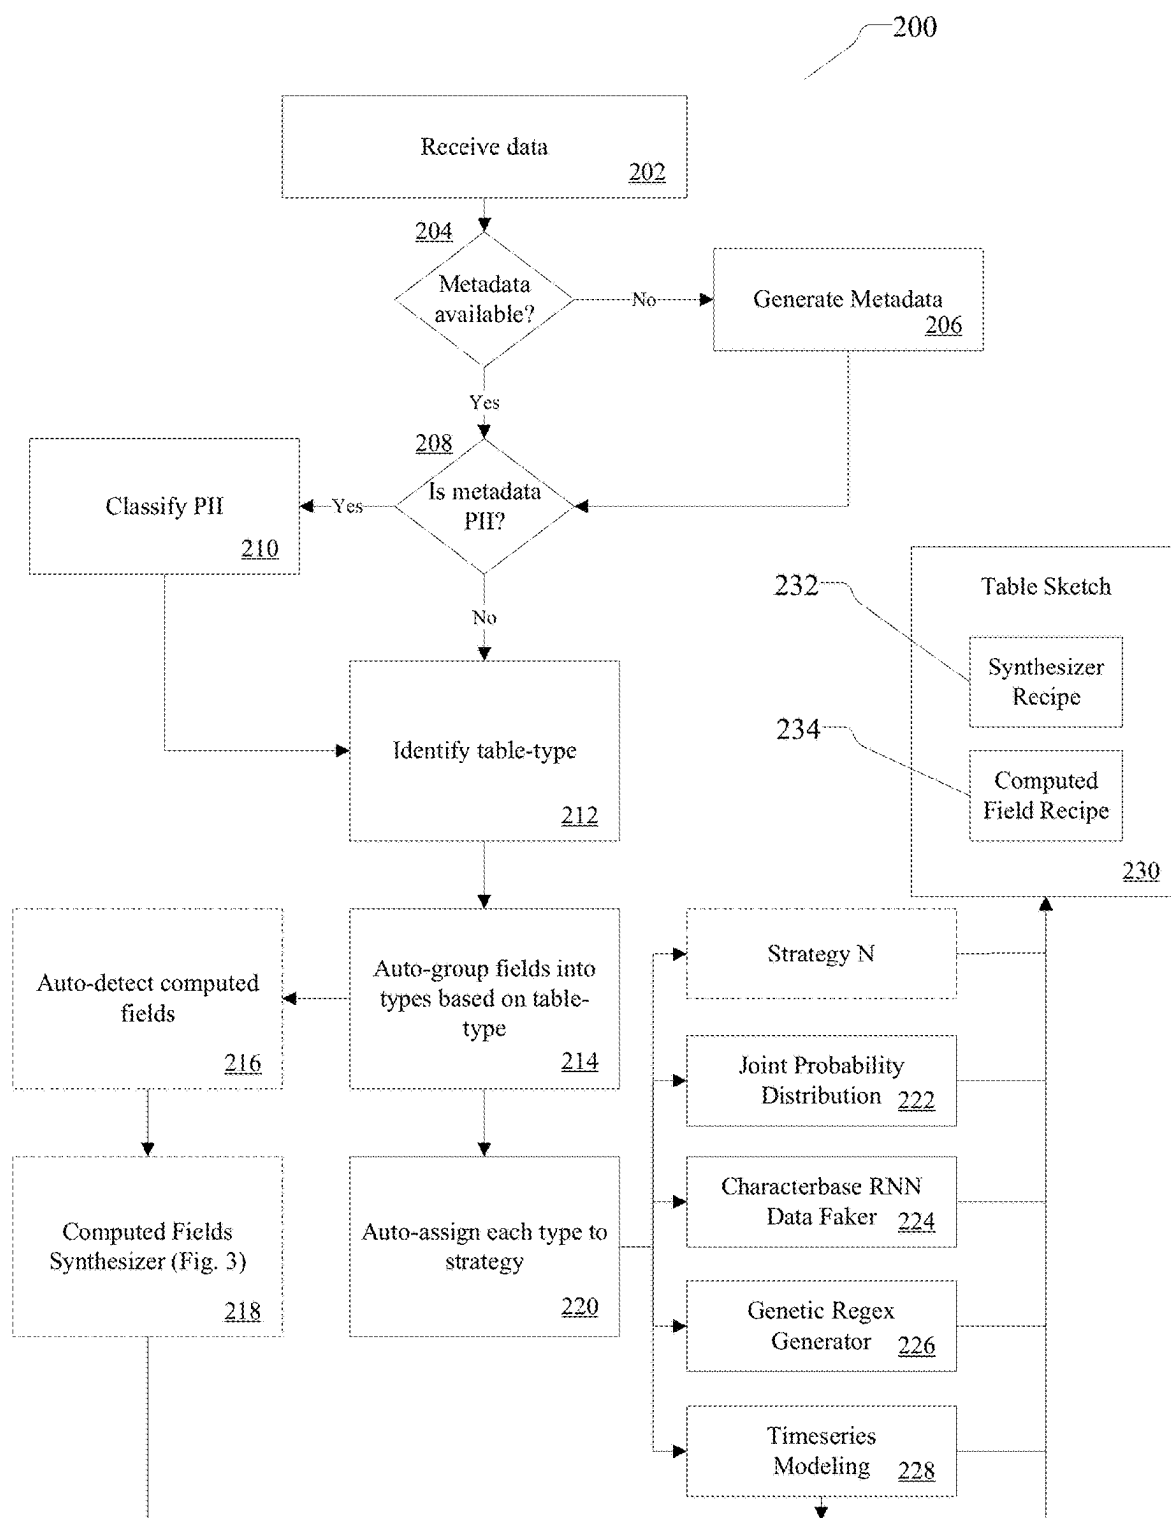 200
Receive data
202
204
Metadata
available?
No
Generate Metadata
206
Yes
208
Is metadata
PII?
Yes
Classify PII
210
No
232
Table Sketch
Synthesizer
Recipe
234
Computed
Field Recipe
230
Identify table-type
212
Auto-detect computed
fields
216
Auto-group fields into
types based on table-
type
214
Strategy N
Joint Probability
Distribution 222
Computed Fields
Synthesizer (Fig. 3)
218
Auto-assign each type to
strategy
220
Characterbase RNN
Data Faker 224
Genetic Regex
Generator 226
Timeseries
Modeling 228